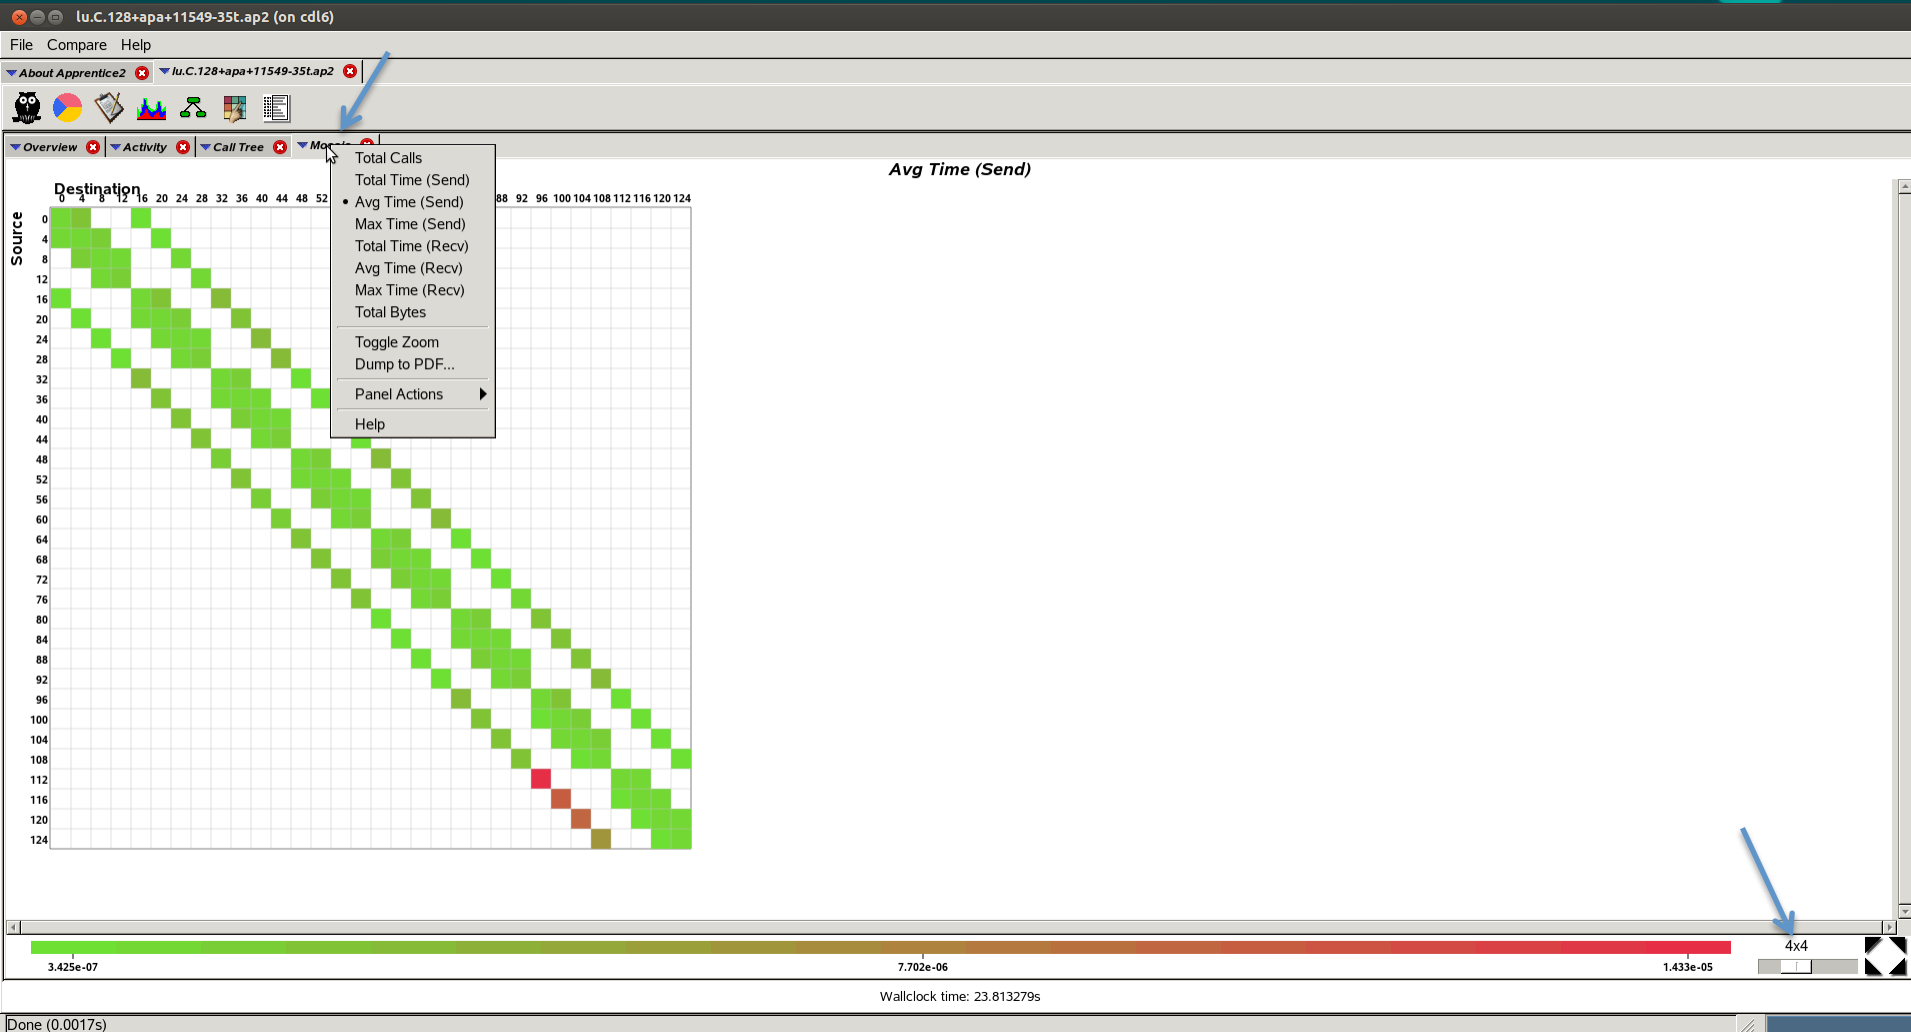 lu.C.128+apa+11549-35t.ap2 (on cdl6)
File Compare Help
About Apprentice2 lu.C.128+apa+11549-35t.ap2
Overview Activity Call Tree
Avg Time (Send)
Destination
0 4 8 12 16 20 24 28 32 36 40 44 48 52 88 92 96 100 104 108 112 116 120 124
Source
0
4
8
12
16
20
24
28
32
36
40
44
48
52
56
60
64
68
72
76
80
84
88
92
96
100
104
108
112
116
120
124
Total Calls
Total Time (Send)
• Avg Time (Send)
Max Time (Send)
Total Time (Recv)
Avg Time (Recv)
Max Time (Recv)
Total Bytes
Toggle Zoom
Dump to PDF...
Panel Actions
Help
4x4
3.425e-07 7.702e-06 1.433e-05
Wallclock time: 23.813279s
Done (0.0017s)